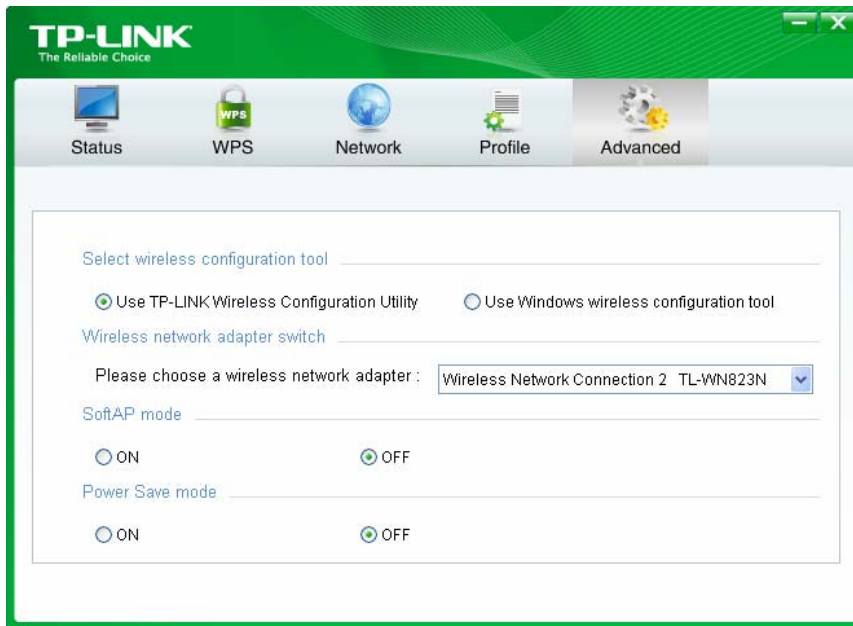 TP-LINK
The Reliable Choice
WPS
Status WPS Network Profile Advanced
Select wireless configuration tool
Use TP-LINK Wireless Configuration Utility Use Windows wireless configuration tool
Wireless network adapter switch
Please choose a wireless network adapter : Wireless Network Connection 2 TL-WN823N
SoftAP mode
ON OFF
Power Save mode
ON OFF